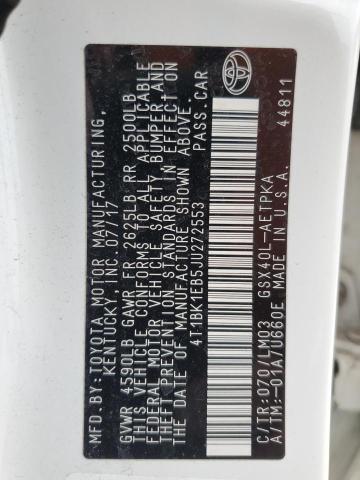 MFD.BY:TOYOTA MOTOR MANUFACTURING,
KENTUCKY, INC 07/17
GVWR 4590LB GAWR FR 2625LB RR 2500LB
THIS VEHICLE CONFORMS TO ALL APPLICABLE
FEDERAL MOTOR VEHICLE SAFETY, BUMPER, AND
THEFT PREVENTION STANDARDS IN EFFECT ON
THE DATE OF MANUFACTURE SHOWN ABOVE.
4T1BK1EB5JU272553 PASS.CAR
C/TR:070/LM03 GSV40L-AETPKA
A/TM:-01A/U660E MADE IN U.S.A.
44811